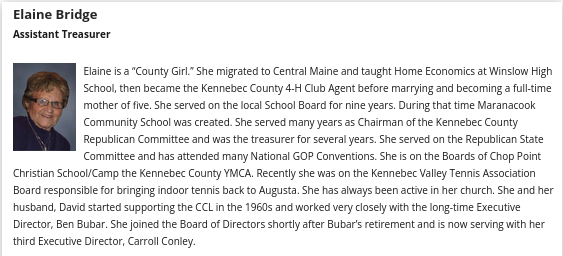 Elaine Bridge
Assistant Treasurer
Elaine is a “County Girl.” She migrated to Central Maine and taught Home Economics at Winslow High
School, then became the Kennebec County 4-H Club Agent before marrying and becoming a full-time
mother of five. She served on the local School Board for nine years. During that time Maranacook
Community School was created. She served many years as Chairman of the Kennebec County
Republican Committee and was the treasurer for several years. She served on the Republican State
Committee and has attended many National GOP Conventions. She is on the Boards of Chop Point
Christian School/Camp the Kennebec County YMCA. Recently she was on the Kennebec Valley Tennis Association
Board responsible for bringing indoor tennis back to Augusta. She has always been active in her church. She and her
husband, David started supporting the CCL in the 1960s and worked very closely with the long-time Executive
Director, Ben Bubar. She joined the Board of Directors shortly after Bubar’s retirement and is now serving with her
third Executive Director, Carroll Conley.